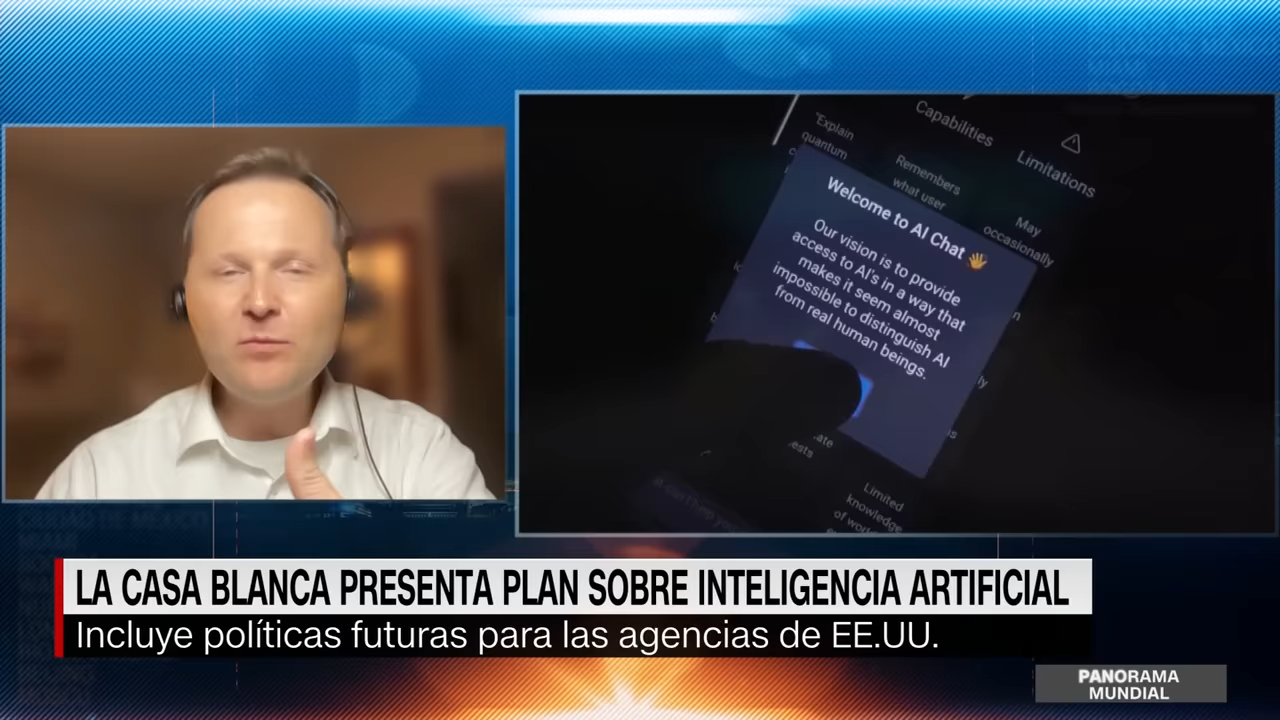 Capabilities
Limitations
"Explain
quantum
Remembers
what user
May
occasionally
Welcome to AI Chat 👋
Our vision is to provide
access to AI's in a way that
makes it seem almost
impossible to distinguish AI
from real human beings.
Limited
knowledge
of world
LA CASA BLANCA PRESENTA PLAN SOBRE INTELIGENCIA ARTIFICIAL
Incluye políticas futuras para las agencias de EE.UU.
PANORAMA
MUNDIAL